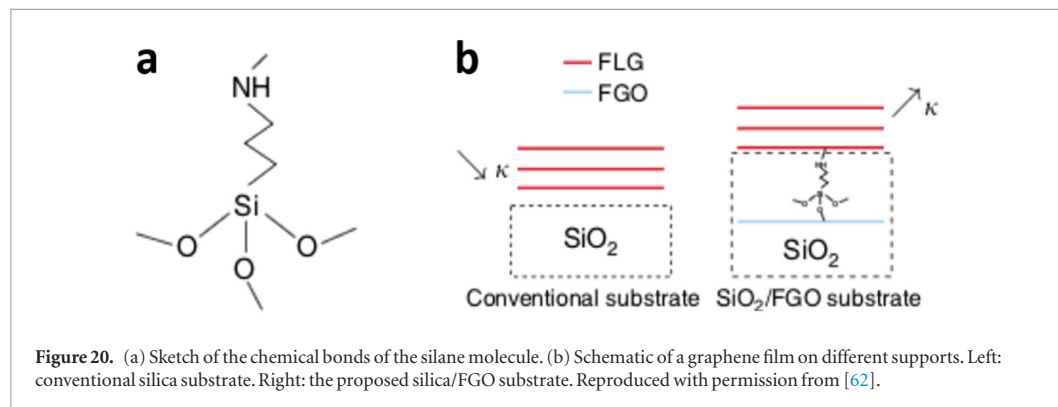 a
NH
Si
O
O
O
b
FLG
FGO
κ
SiO₂
Conventional substrate
κ
NH
Si
O
O
O
SiO₂
SiO₂/FGO substrate
Figure 20. (a) Sketch of the chemical bonds of the silane molecule. (b) Schematic of a graphene film on different supports. Left:
conventional silica substrate. Right: the proposed silica/FGO substrate. Reproduced with permission from [62].